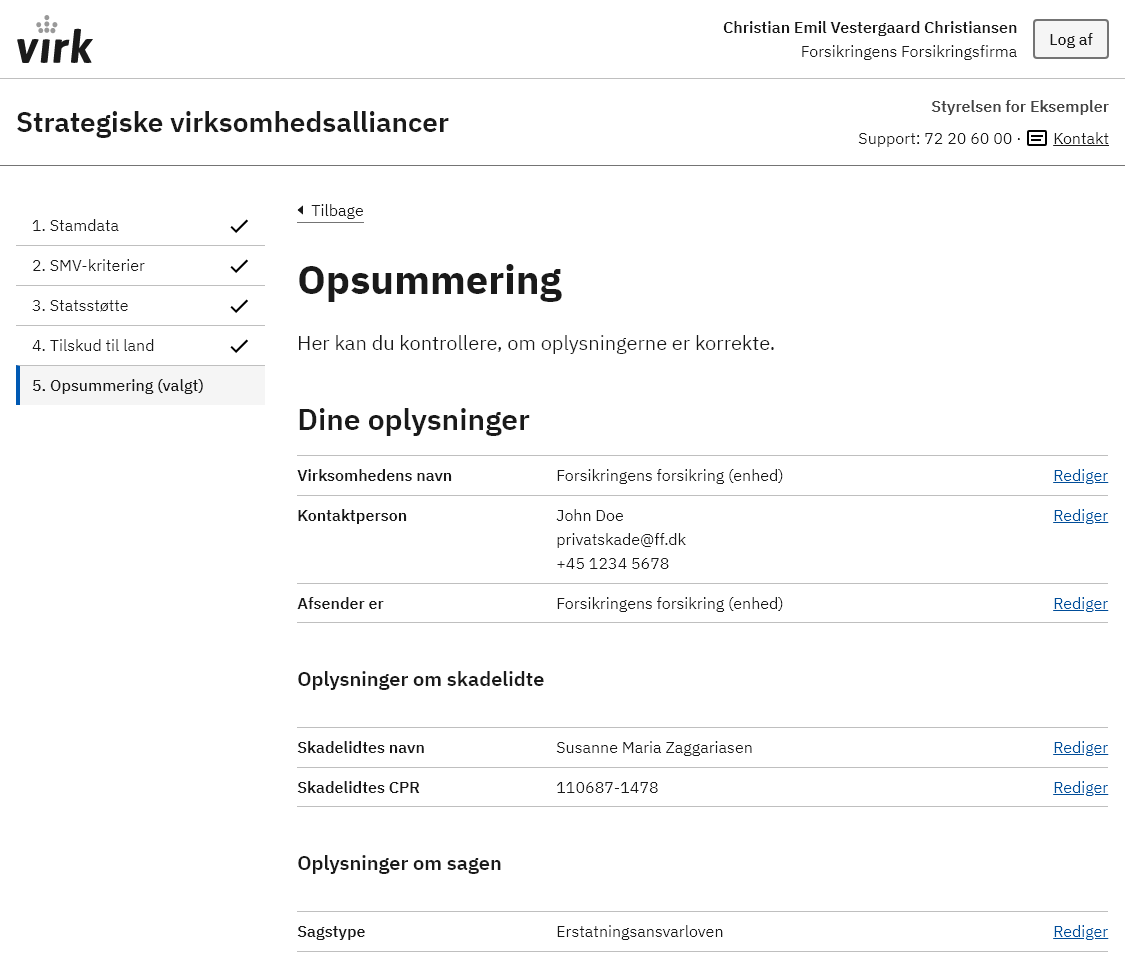 virk
Christian Emil Vestergaard Christiansen
Forsikringens Forsikringsfirma
Log af
Strategiske virksomhedsalliancer
Styrelsen for Eksempler
Support: 72 20 60 00 · Kontakt
1. Stamdata
2. SMV-kriterier
3. Statsstøtte
4. Tilskud til land
5. Opsummering (valgt)
Tilbage
Opsummering
Her kan du kontrollere, om oplysningerne er korrekte.
Dine oplysninger
Virksomhedens navn Forsikringens forsikring (enhed) Rediger
Kontaktperson John Doe Rediger
privatskade@ff.dk
+45 1234 5678
Afsender er Forsikringens forsikring (enhed) Rediger
Oplysninger om skadelidte
Skadelidtes navn Susanne Maria Zaggariasen Rediger
Skadelidtes CPR 110687-1478 Rediger
Oplysninger om sagen
Sagstype Erstatningsansvarloven Rediger